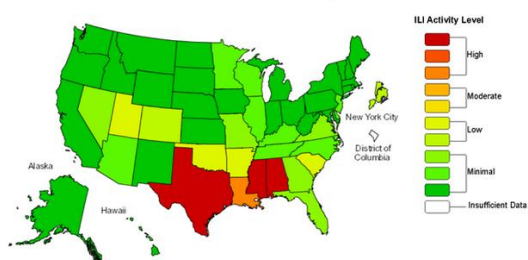 ILI Activity Level
High
Moderate
New York City
Low
District of
Columbia
Alaska
Minimal
Hawaii
Insufficient Data